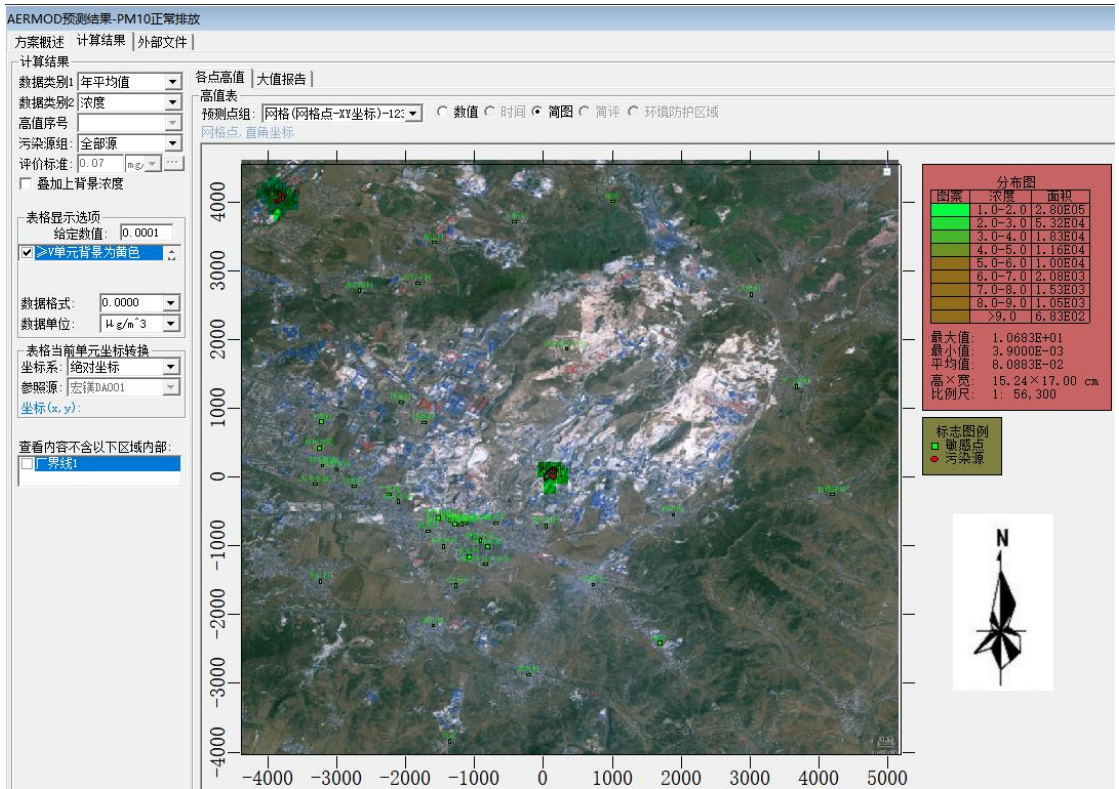 AERMOD预测结果-PM10正常排放
方案概述 计算结果 外部文件
计算结果
数据类别1 年平均值
数据类别2 浓度
高值序号
污染源组: 全部源
评价标准: 0.07 mg/ ...
叠加上背景浓度
表格显示选项
给定数值: 0.0001
≥V单元背景为黄色
数据格式: 0.0000
数据单位: μg/m^3
表格当前单元坐标转换
坐标系: 绝对坐标
参照源: 宏镁DA001
坐标(x,y):
查看内容不含以下区域内部:
厂界线1
各点高值 大值报告
高值表
预测点组: 网格(网格点-XY坐标)-123 数值 时间 简图 简评 环境防护区域
网格点,直角坐标
4000
3000
2000
1000
0
-1000
-2000
-3000
-4000
-4000 -3000 -2000 -1000 0 1000 2000 3000 4000 5000
分布图
图案 浓度 面积
1.0-2.0 2.80E05
2.0-3.0 5.32E04
3.0-4.0 1.83E04
4.0-5.0 1.16E04
5.0-6.0 1.00E04
6.0-7.0 2.08E03
7.0-8.0 1.53E03
8.0-9.0 1.05E03
>9.0 6.83E02
最大值: 1.0683E+01
最小值: 3.9000E-03
平均值: 8.0883E-02
高×宽: 15.24×17.00 cm
比例尺: 1: 56,300
标志图例
敏感点
污染源
N